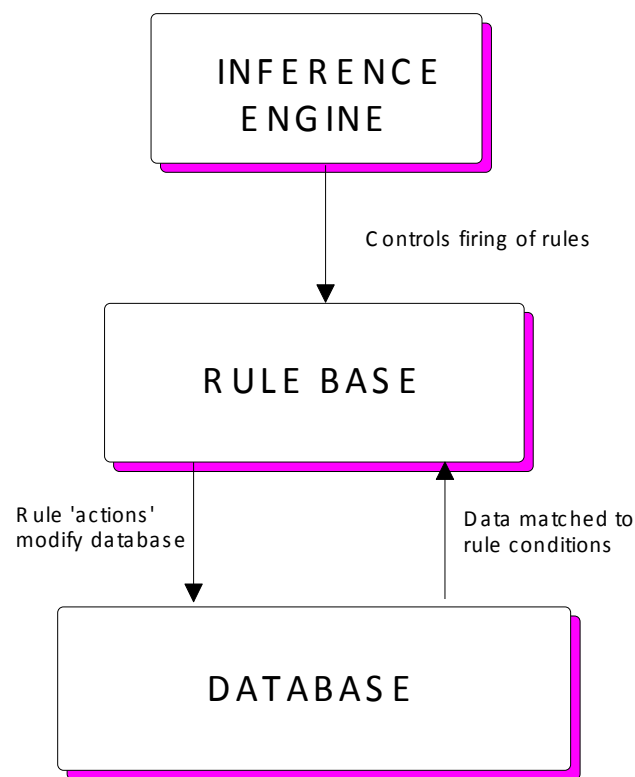 INFERENCE
ENGINE
Controls firing of rules
RULE BASE
Rule 'actions'
modify database
Data matched to
rule conditions
DATABASE